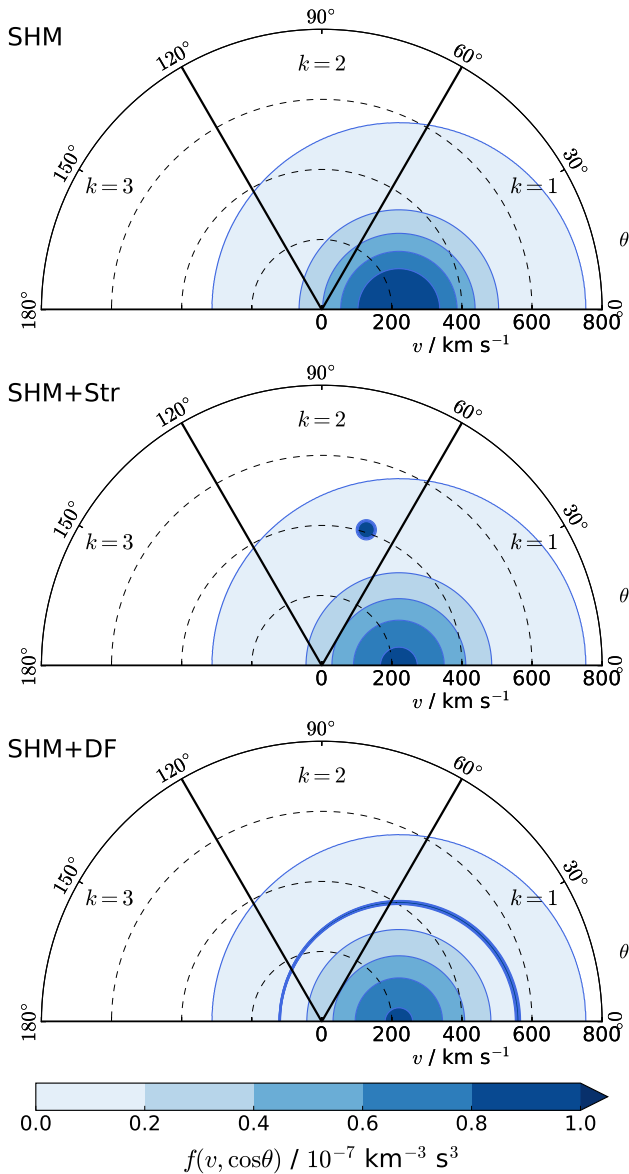 SHM
90°
120°
60°
k = 2
150°
30°
k = 3
k = 1
θ
180°
0°
0 200 400 600 800
v / km s⁻¹
SHM+Str
90°
120°
60°
k = 2
150°
30°
k = 3
k = 1
θ
180°
0°
0 200 400 600 800
v / km s⁻¹
SHM+DF
90°
120°
60°
k = 2
150°
30°
k = 3
k = 1
θ
180°
0°
0 200 400 600 800
v / km s⁻¹
0.0 0.2 0.4 0.6 0.8 1.0
f(v, cosθ) / 10⁻⁷ km⁻³ s³